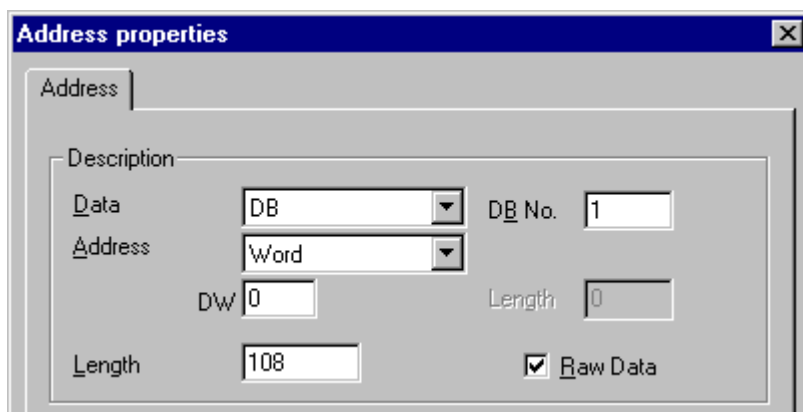 Address properties
Address
Description
Data DB DB No. 1
Address Word
DW 0 Length 0
Length 108 Raw Data